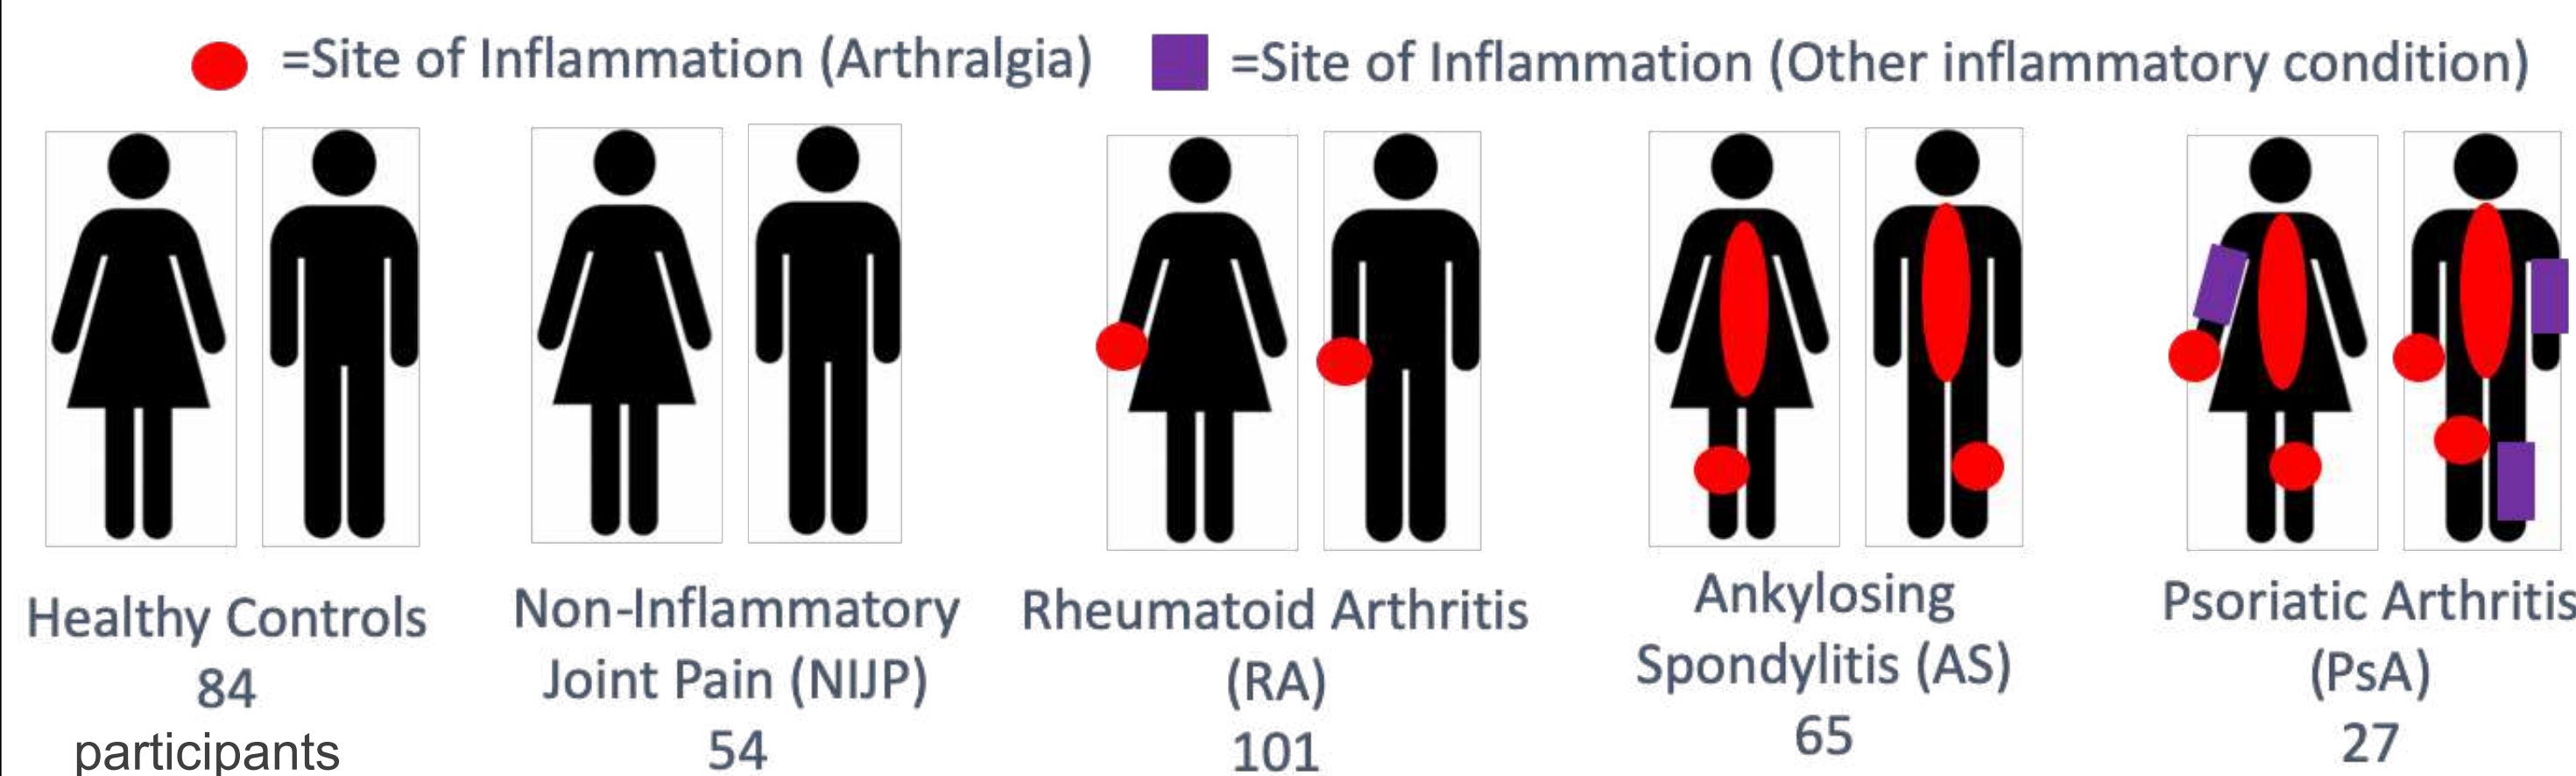 =Site of Inflammation (Arthralgia)
=Site of Inflammation (Other inflammatory condition)
Healthy Controls
84
participants
Non-Inflammatory
Joint Pain (NIJP)
54
Rheumatoid Arthritis
(RA)
101
Ankylosing
Spondylitis (AS)
65
Psoriatic Arthritis
(PsA)
27